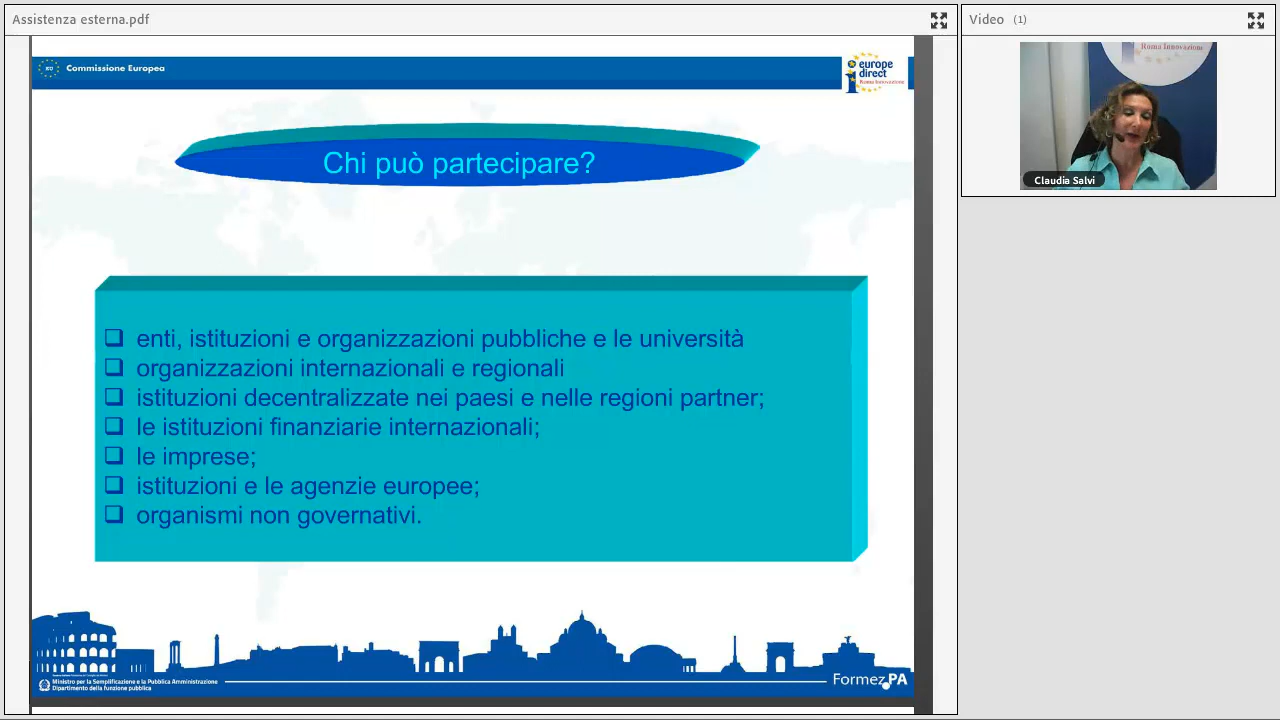 Assistenza esterna.pdf
Video (1)
Commissione Europea
europe
direct
Roma Innovazione
Roma Innovazione
Claudia Salvi
Chi può partecipare?
❑ enti, istituzioni e organizzazioni pubbliche e le università
❑ organizzazioni internazionali e regionali
❑ istituzioni decentralizzate nei paesi e nelle regioni partner;
❑ le istituzioni finanziarie internazionali;
❑ le imprese;
❑ istituzioni e le agenzie europee;
❑ organismi non governativi.
Ministro per la Semplificazione e la Pubblica Amministrazione
Dipartimento della funzione pubblica
FormezPA